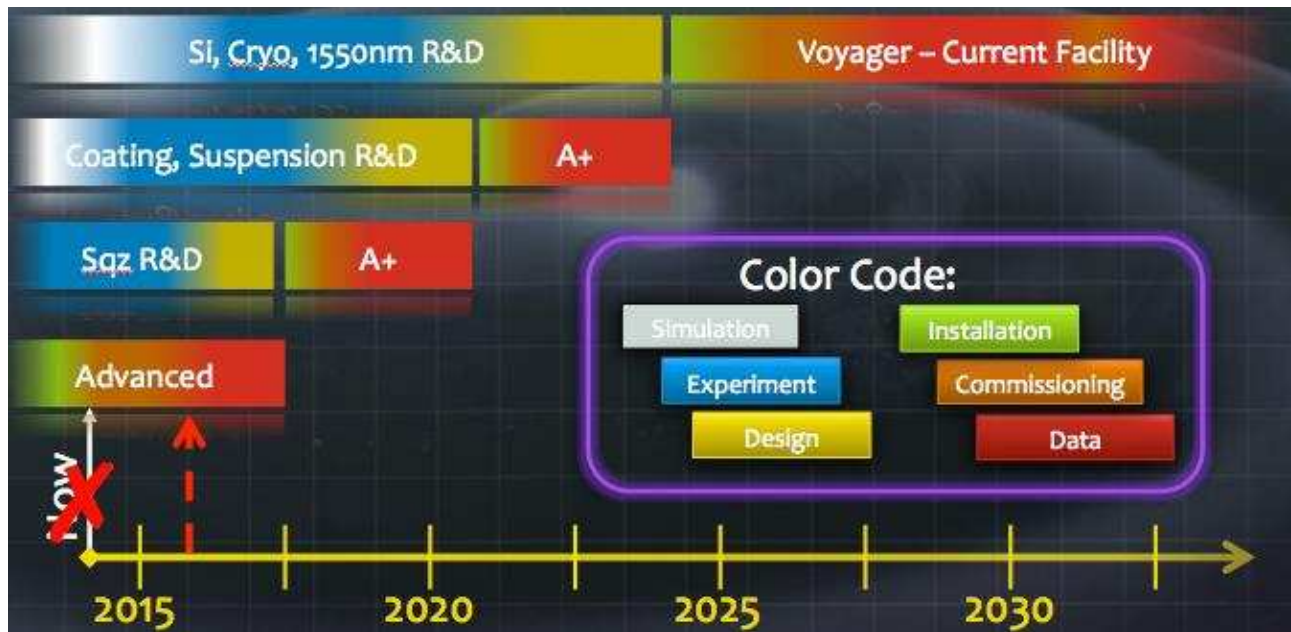 Si, Cryo, 1550nm R&D
Voyager – Current Facility
Coating, Suspension R&D
A+
Sqz R&D
A+
Advanced
Now
Color Code:
Simulation
Installation
Experiment
Commissioning
Design
Data
2015
2020
2025
2030